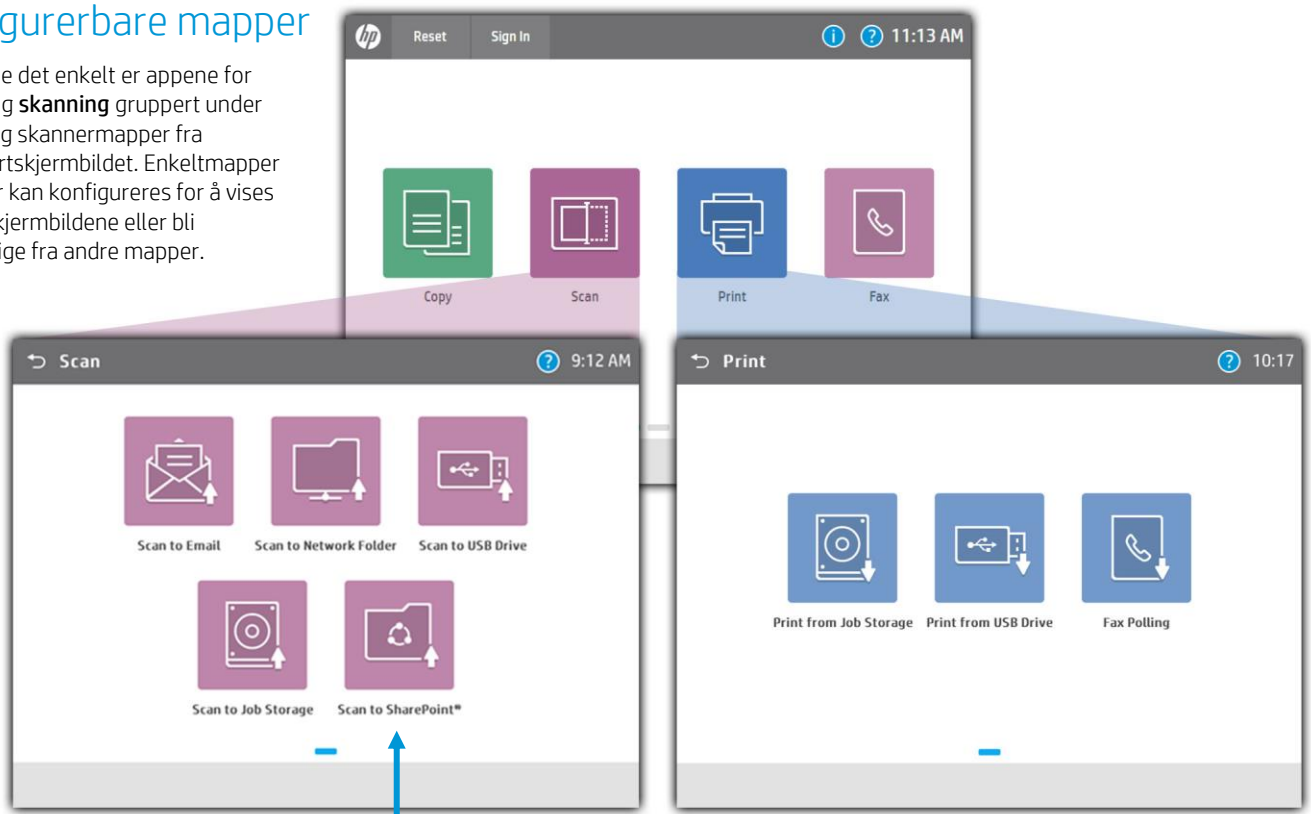 gurerbare mapper
e det enkelt er appene for
g skanning gruppert under
g skannermapper fra
rtskjermbildet. Enkeltmapper
r kan konfigureres for å vises
kjermbildene eller bli
ige fra andre mapper.
hp Reset Sign In i ? 11:13 AM
Copy Scan Print Fax
Scan ? 9:12 AM
Scan to Email Scan to Network Folder Scan to USB Drive
Scan to Job Storage Scan to SharePoint®
Print ? 10:17
Print from Job Storage Print from USB Drive Fax Polling